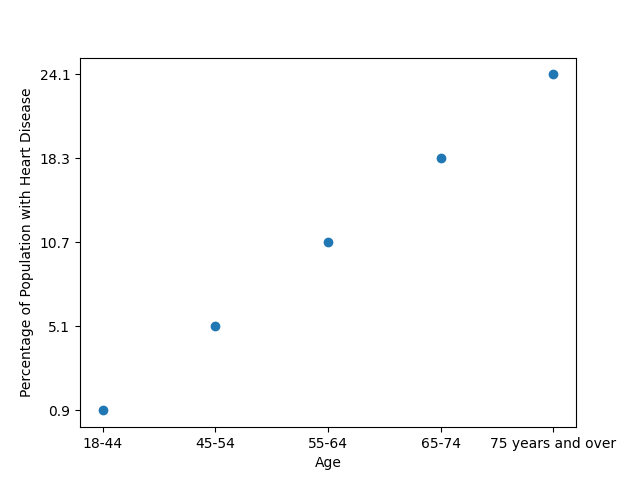 24.1
18.3
10.7
5.1
0.9
Percentage of Population with Heart Disease
18-44 45-54 55-64 65-74 75 years and over
Age